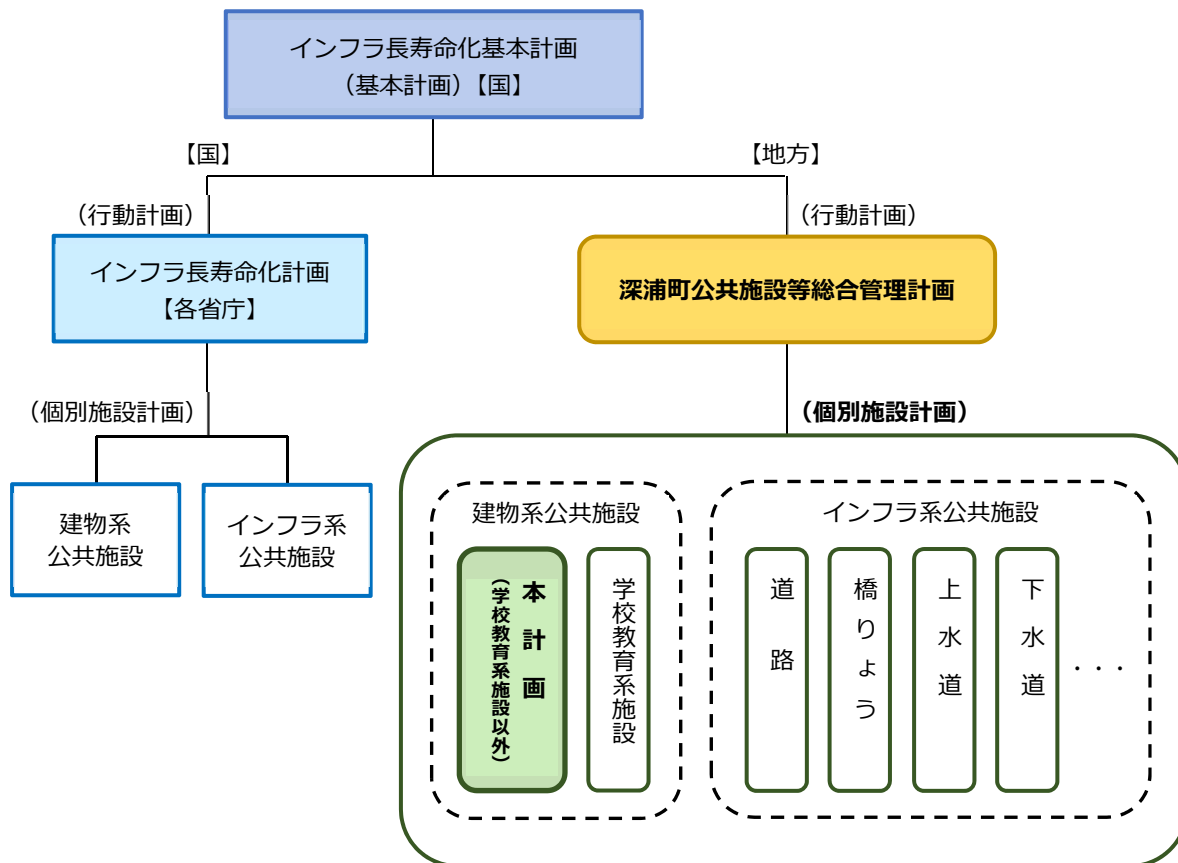 インフラ長寿命化基本計画
（基本計画）【国】
【国】
【地方】
（行動計画）
（行動計画）
インフラ長寿命化計画
【各省庁】
深浦町公共施設等総合管理計画
（個別施設計画）
（個別施設計画）
建物系
公共施設
インフラ系
公共施設
建物系公共施設
インフラ系公共施設
本計画
（学校教育系施設以外）
学校教育系施設
道路
橋りょう
上水道
下水道
・・・